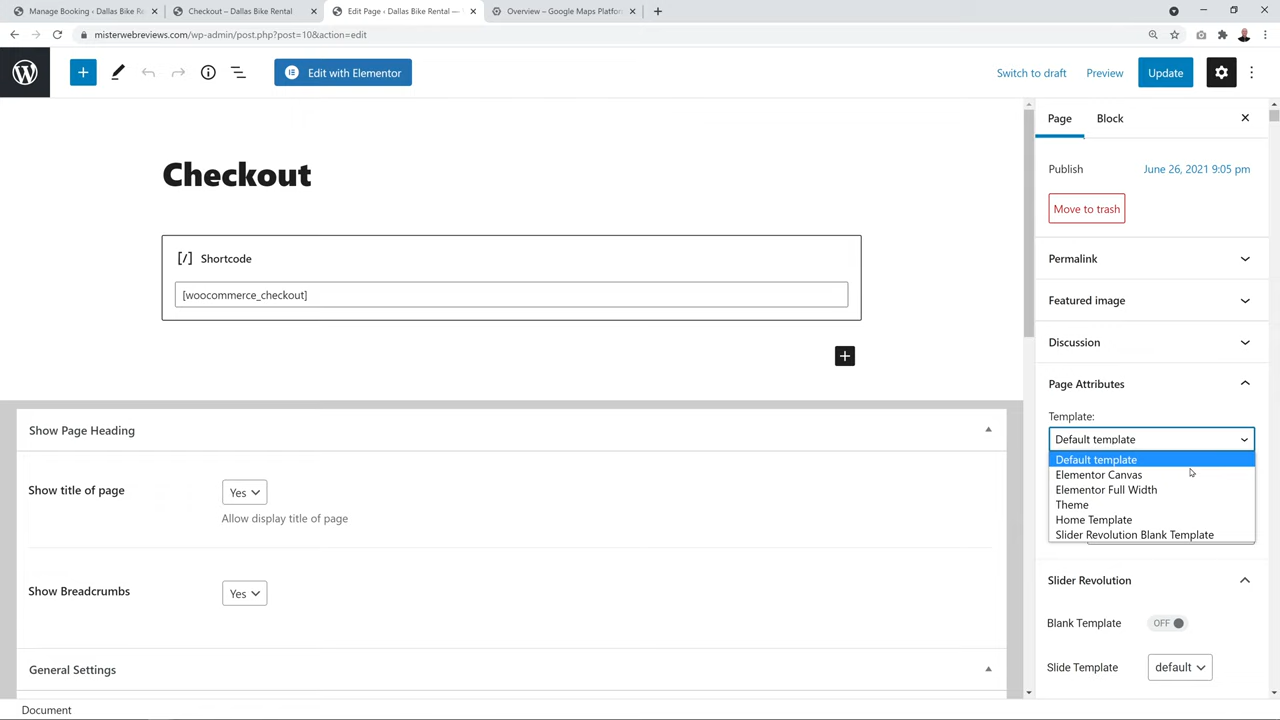 Manage Booking ‹ Dallas Bike Re
Checkout – Dallas Bike Rental
Edit Page ‹ Dallas Bike Rental —
Overview – Google Maps Platfor
misterwebreviews.com/wp-admin/post.php?post=10&action=edit
Edit with Elementor
Switch to draft
Preview
Update
Page
Block
Publish
June 26, 2021 9:05 pm
Move to trash
Checkout
[/] Shortcode
[woocommerce_checkout]
Permalink
Featured image
Discussion
Page Attributes
Template:
Default template
Default template
Elementor Canvas
Elementor Full Width
Theme
Home Template
Slider Revolution Blank Template
Show Page Heading
Show title of page
Yes
Allow display title of page
Show Breadcrumbs
Yes
General Settings
Slider Revolution
Blank Template
OFF
Slide Template
default
Document